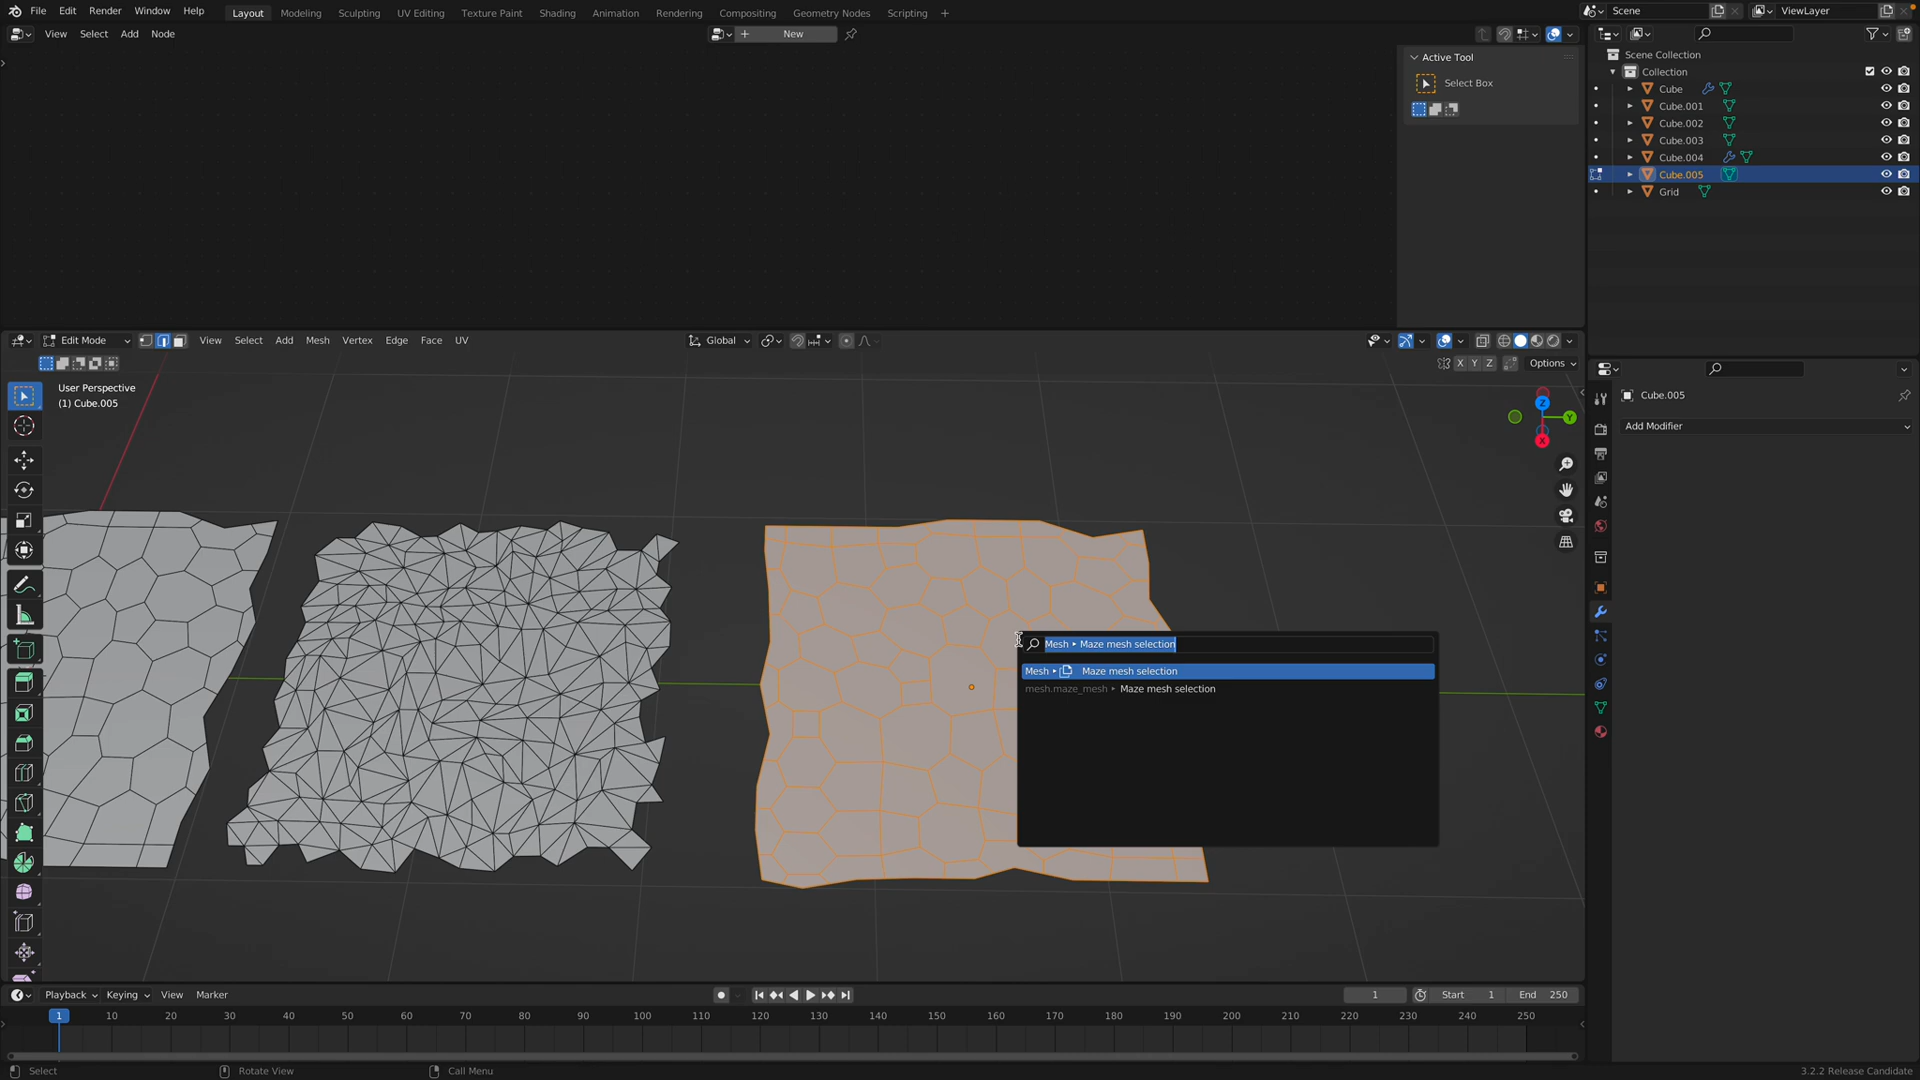 File Edit Render Window Help Layout Modeling Sculpting UV Editing Texture Paint Shading Animation Rendering Compositing Geometry Nodes Scripting + Scene ViewLayer
View Select Add Node + New
Active Tool
Select Box
Scene Collection
Collection
Cube
Cube.001
Cube.002
Cube.003
Cube.004
Cube.005
Grid
Edit Mode View Select Add Mesh Vertex Edge Face UV Global
X Y Z Options
User Perspective
(1) Cube.005
Z
Y
X
Cube.005
Add Modifier
Mesh ▸ Maze mesh selection
Mesh ▸ Maze mesh selection
mesh.maze_mesh ▸ Maze mesh selection
Playback Keying View Marker 1 Start 1 End 250
1 10 20 30 40 50 60 70 80 90 100 110 120 130 140 150 160 170 180 190 200 210 220 230 240 250
Select Rotate View Call Menu 3.2.2 Release Candidate